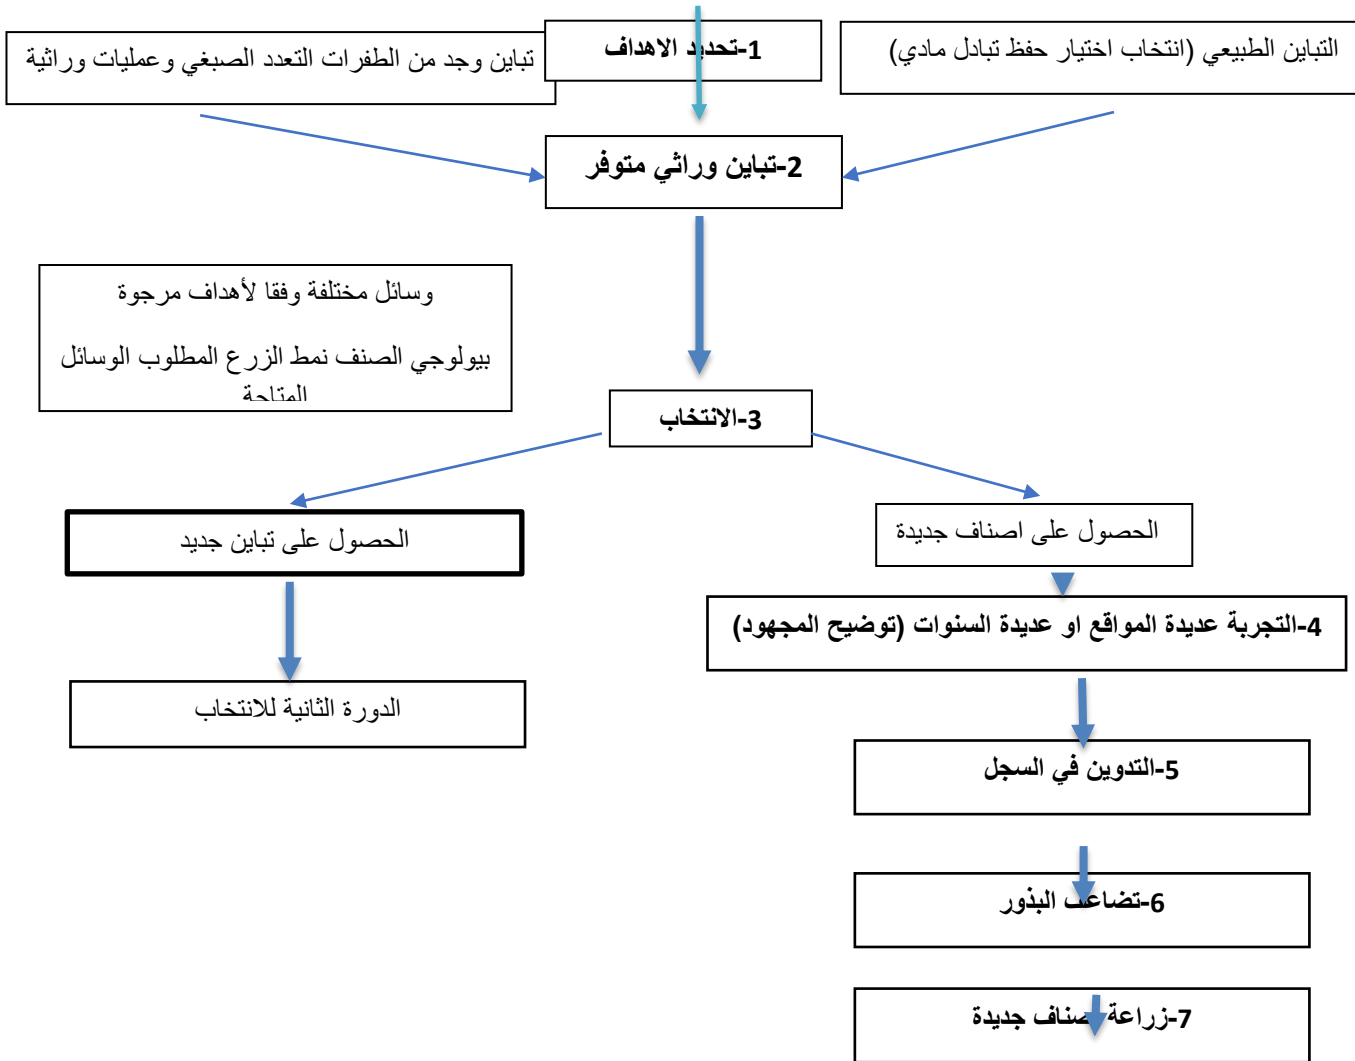 التباين الطبيعي (انتخاب اختيار حفظ تبادل مادي)
1-تحديد الاهداف
تباين وجد من الطفرات التعدد الصبغي وعمليات وراثية
2-تباين وراثي متوفر
وسائل مختلفة وفقا لأهداف مرجوة
بيولوجي الصنف نمط الزرع المطلوب الوسائل
المتاحة
3-الانتخاب
الحصول على اصناف جديدة
الحصول على تباين جديد
4-التجربة عديدة المواقع او عديدة السنوات (توضيح المجهود)
الدورة الثانية للانتخاب
5-التدوين في السجل
6-تضاعف البذور
7-زراعة اصناف جديدة